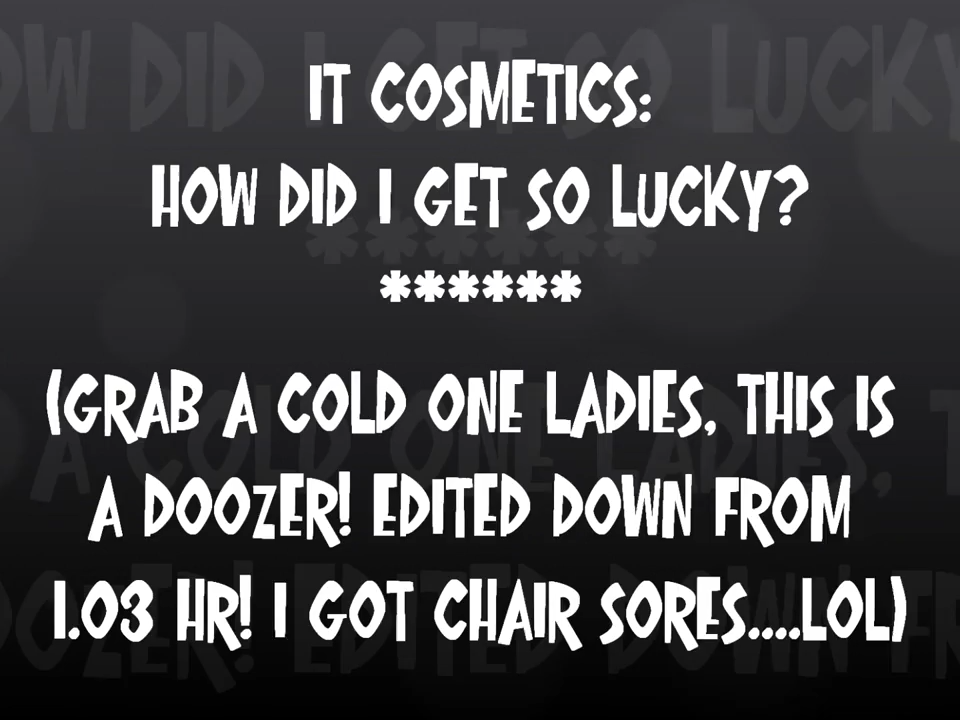 IT COSMETICS:
HOW DID I GET SO LUCKY?
******
(GRAB A COLD ONE LADIES, THIS IS
A DOOZER! EDITED DOWN FROM
1.03 HR! I GOT CHAIR SORES....LOL)